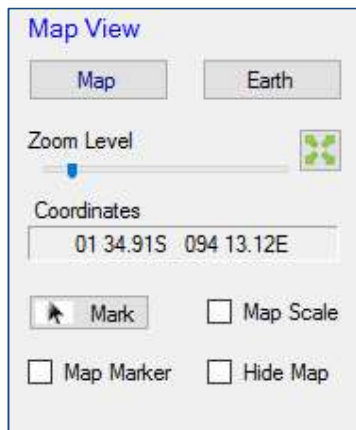 Map View
Map Earth
Zoom Level
Coordinates
01 34.91S 094 13.12E
Mark Map Scale
Map Marker Hide Map